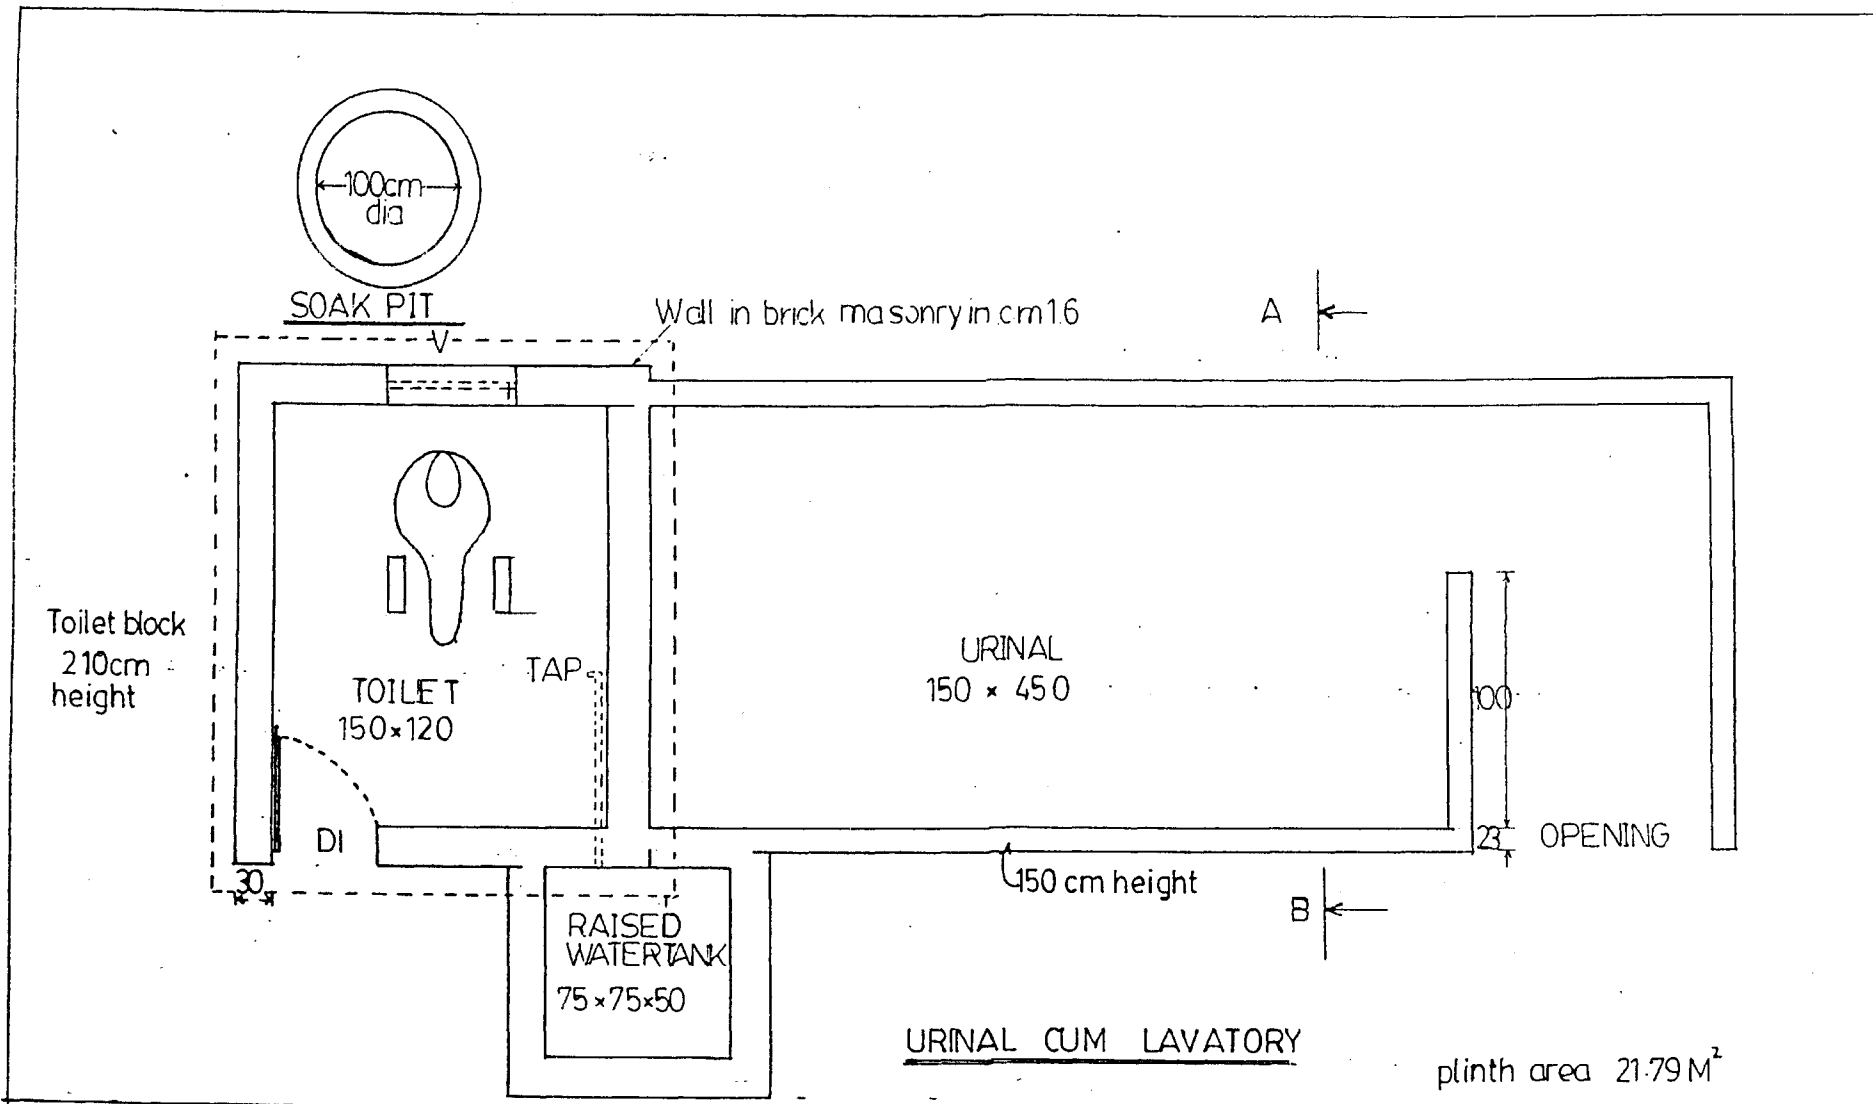 100cm
dia
SOAK PIT
V
Wall in brick masonry in cm 1.6
A
Toilet block
210cm
height
TOILET
150×120
TAP
URINAL
150 × 450
100
DI
23
OPENING
30
150 cm height
B
RAISED
WATERTANK
75×75×50
URINAL CUM LAVATORY
plinth area 21.79 M²